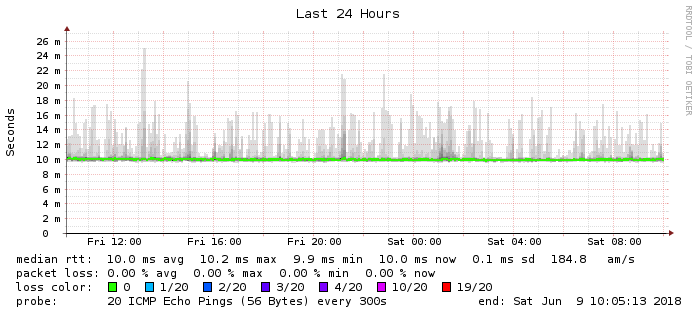 Last 24 Hours
RRDTOOL / TOBI OETIKER
Seconds
26 m
24 m
22 m
20 m
18 m
16 m
14 m
12 m
10 m
8 m
6 m
4 m
2 m
0
Fri 12:00 Fri 16:00 Fri 20:00 Sat 00:00 Sat 04:00 Sat 08:00
median rtt: 10.0 ms avg 10.2 ms max 9.9 ms min 10.0 ms now 0.1 ms sd 184.8 am/s
packet loss: 0.00 % avg 0.00 % max 0.00 % min 0.00 % now
loss color: 0 1/20 2/20 3/20 4/20 10/20 19/20
probe: 20 ICMP Echo Pings (56 Bytes) every 300s end: Sat Jun 9 10:05:13 2018